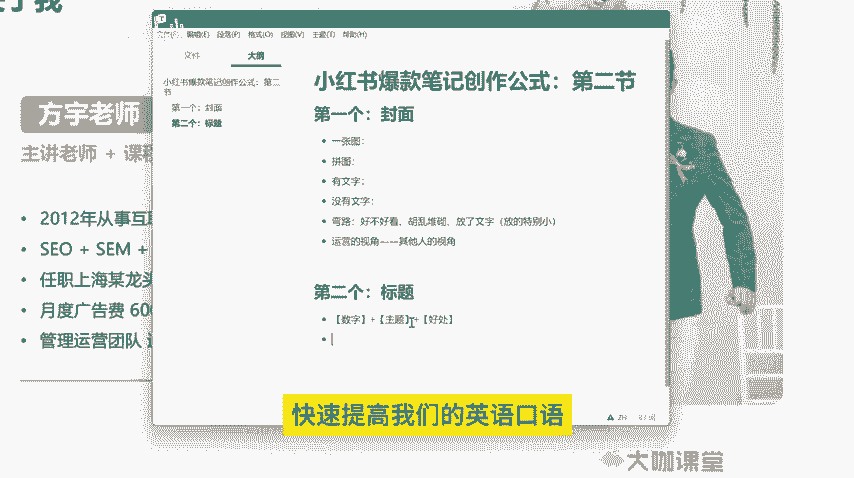 方宇老师
主讲老师 + 课程
2012年从事互联
SEO + SEM +
任职上海某龙头
月度广告费 600
管理运营团队
编辑(E) 段落(P) 格式(O) 视图(V) 主题(T) 帮助(H)
文件 大纲
小红书爆款笔记创作公式：第二
节
第一个：封面
第二个：标题
小红书爆款笔记创作公式：第二节
第一个：封面
一张图：
拼图：
有文字：
没有文字：
弯路：好不好看、胡乱堆砌、放了文字（放的特别小）
运营的视角----其他人的视角
第二个：标题
【数字】+【主题】+【好处】
快速提高我们的英语口语
大咖课堂